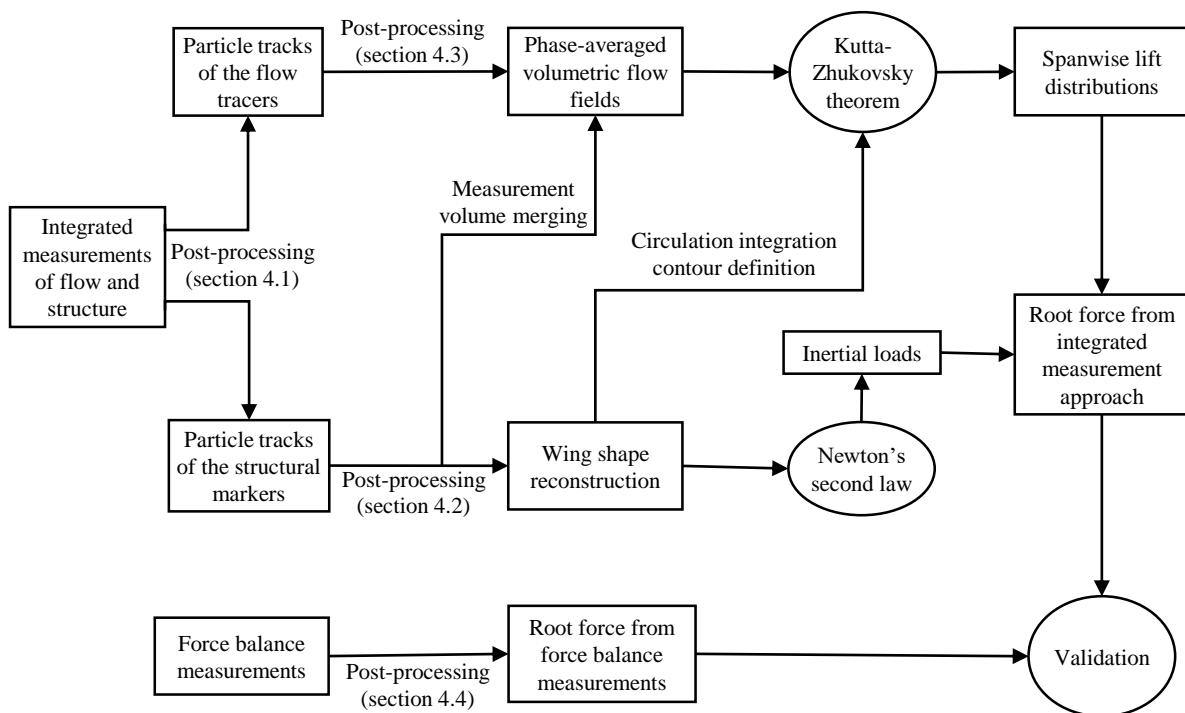 Particle tracks
of the flow
tracers
Post-processing
(section 4.3)
Phase-averaged
volumetric flow
fields
Kutta-
Zhukovsky
theorem
Spanwise lift
distributions
Integrated
measurements
of flow and
structure
Post-processing
(section 4.1)
Measurement
volume merging
Circulation integration
contour definition
Inertial loads
Root force from
integrated
measurement
approach
Particle tracks
of the structural
markers
Post-processing
(section 4.2)
Wing shape
reconstruction
Newton's
second law
Force balance
measurements
Post-processing
(section 4.4)
Root force from
force balance
measurements
Validation